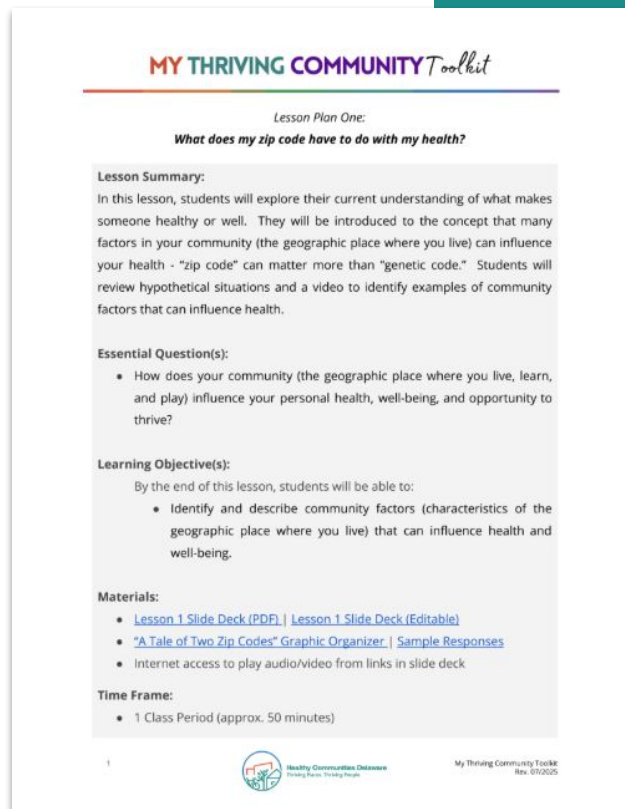 MY THRIVING COMMUNITY Toolkit
Lesson Plan One:
What does my zip code have to do with my health?
Lesson Summary:
In this lesson, students will explore their current understanding of what makes
someone healthy or well. They will be introduced to the concept that many
factors in your community (the geographic place where you live) can influence
your health - “zip code” can matter more than “genetic code.” Students will
review hypothetical situations and a video to identify examples of community
factors that can influence health.
Essential Question(s):
● How does your community (the geographic place where you live, learn,
and play) influence your personal health, well-being, and opportunity to
thrive?
Learning Objective(s):
By the end of this lesson, students will be able to:
● Identify and describe community factors (characteristics of the
geographic place where you live) that can influence health and
well-being.
Materials:
● Lesson 1 Slide Deck (PDF) | Lesson 1 Slide Deck (Editable)
● “A Tale of Two Zip Codes” Graphic Organizer | Sample Responses
● Internet access to play audio/video from links in slide deck
Time Frame:
● 1 Class Period (approx. 50 minutes)
1
Healthy Communities Delaware
Thriving Places. Thriving People.
My Thriving Community Toolkit
Rev. 07/2025